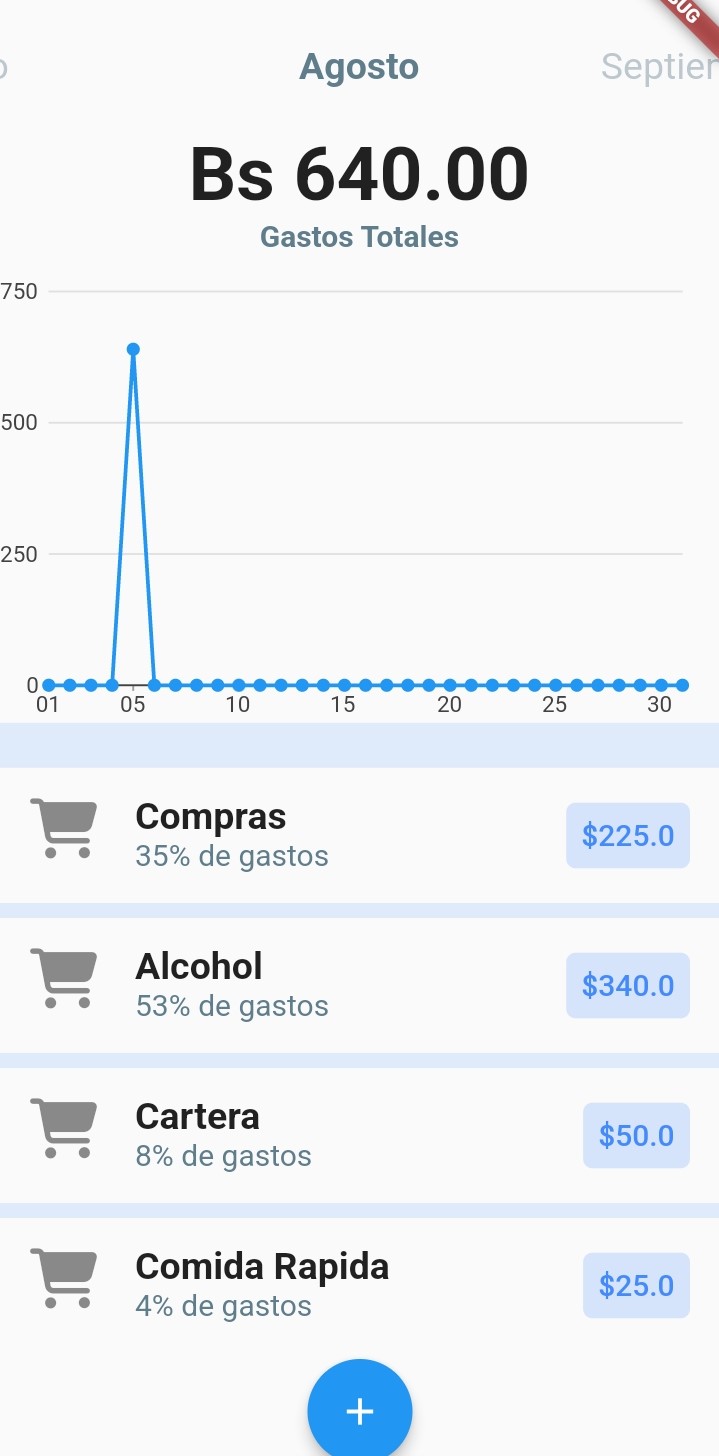 Agosto
Bs 640.00
Gastos Totales
750
500
250
0
01 05 10 15 20 25 30
Compras
35% de gastos
$225.0
Alcohol
53% de gastos
$340.0
Cartera
8% de gastos
$50.0
Comida Rapida
4% de gastos
$25.0
+